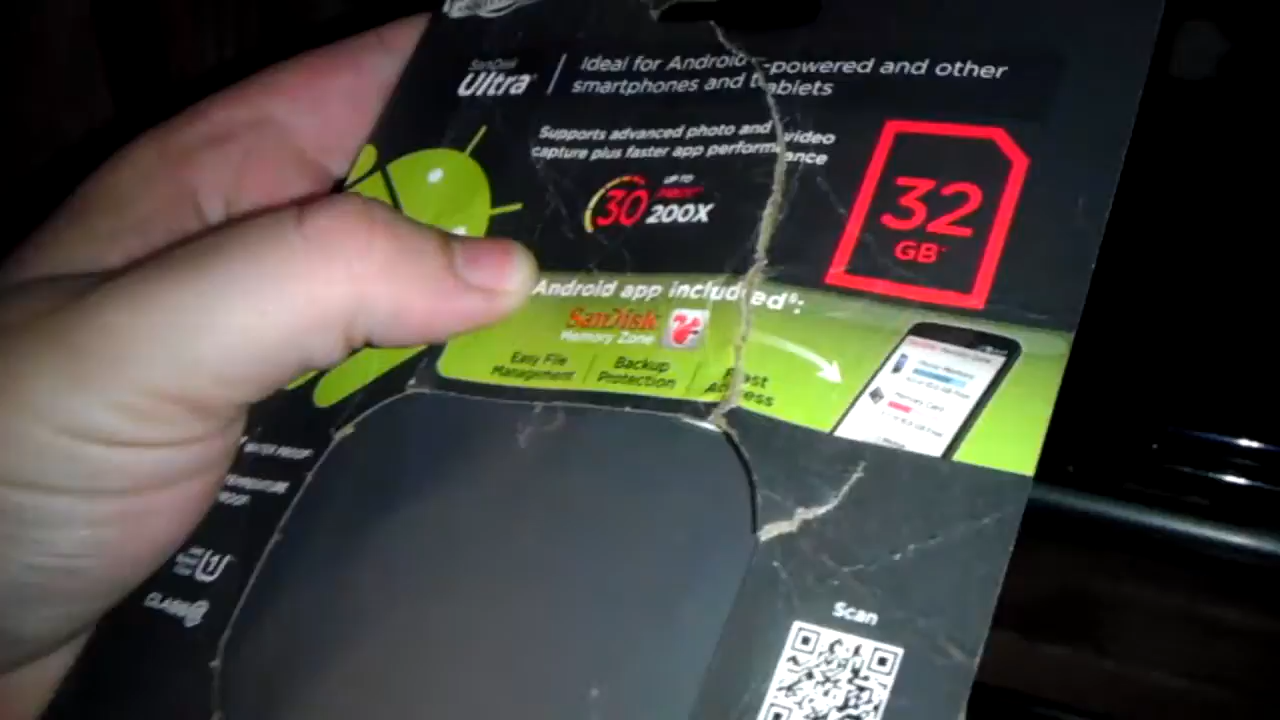 SanDisk
Ultra
Ideal for Android -powered and other
smartphones and tablets
Supports advanced photo and video
capture plus faster app performance
UP TO
30
200X
32
GB
Android app included:
SanDisk
Memory Zone
Easy File
Management
Backup
Protection
Fast
Access
Scan